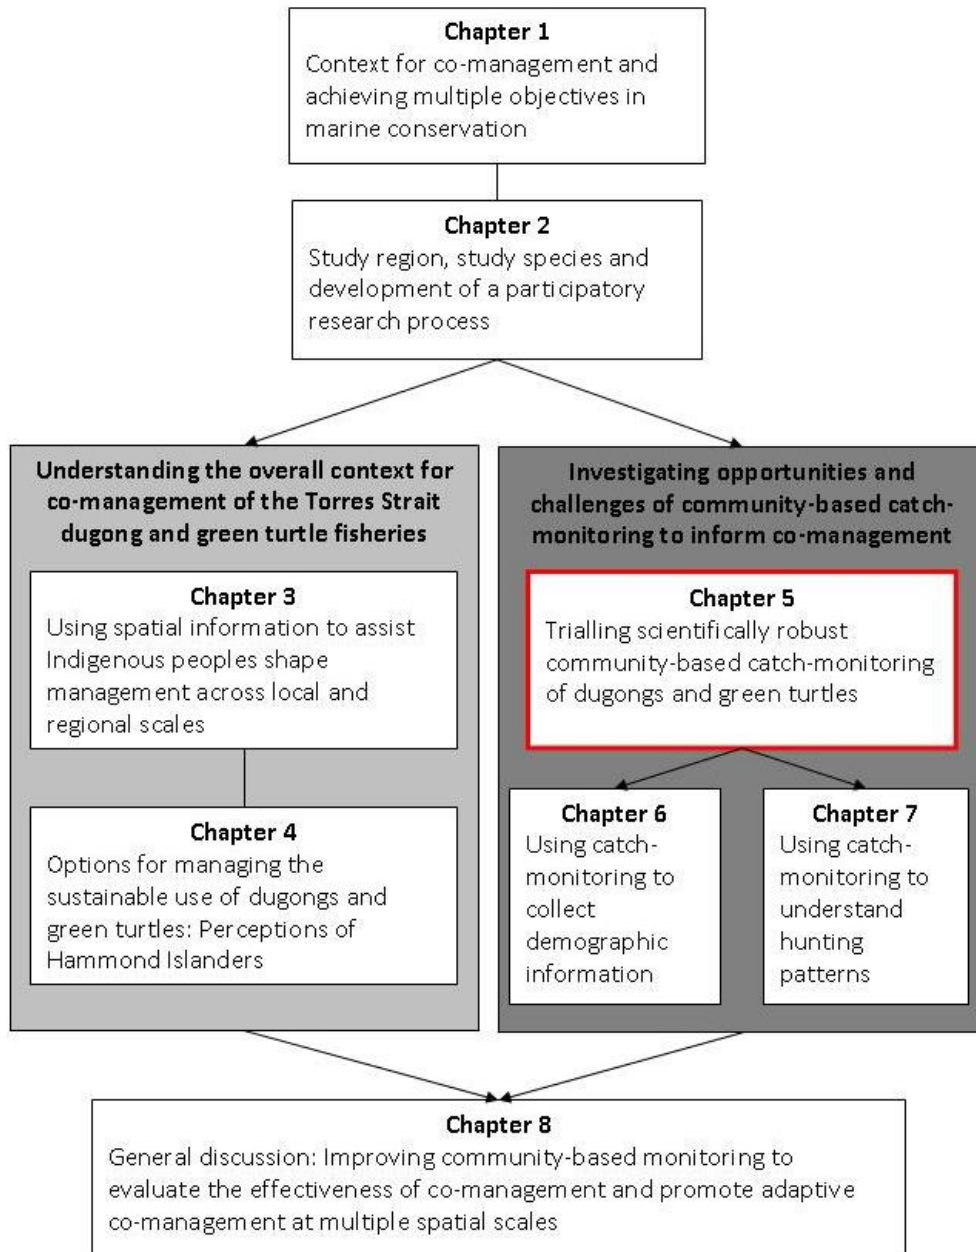 Chapter 1
Context for co-management and
achieving multiple objectives in
marine conservation
Chapter 2
Study region, study species and
development of a participatory
research process
Understanding the overall context for
co-management of the Torres Strait
dugong and green turtle fisheries
Chapter 3
Using spatial information to assist
Indigenous peoples shape
management across local and
regional scales
Chapter 4
Options for managing the
sustainable use of dugongs and
green turtles: Perceptions of
Hammond Islanders
Investigating opportunities and
challenges of community-based catch-
monitoring to inform co-management
Chapter 5
Trialling scientifically robust
community-based catch-monitoring
of dugongs and green turtles
Chapter 6
Using catch-
monitoring to
collect
demographic
information
Chapter 7
Using catch-
monitoring to
understand
hunting
patterns
Chapter 8
General discussion: Improving community-based monitoring to
evaluate the effectiveness of co-management and promote adaptive
co-management at multiple spatial scales